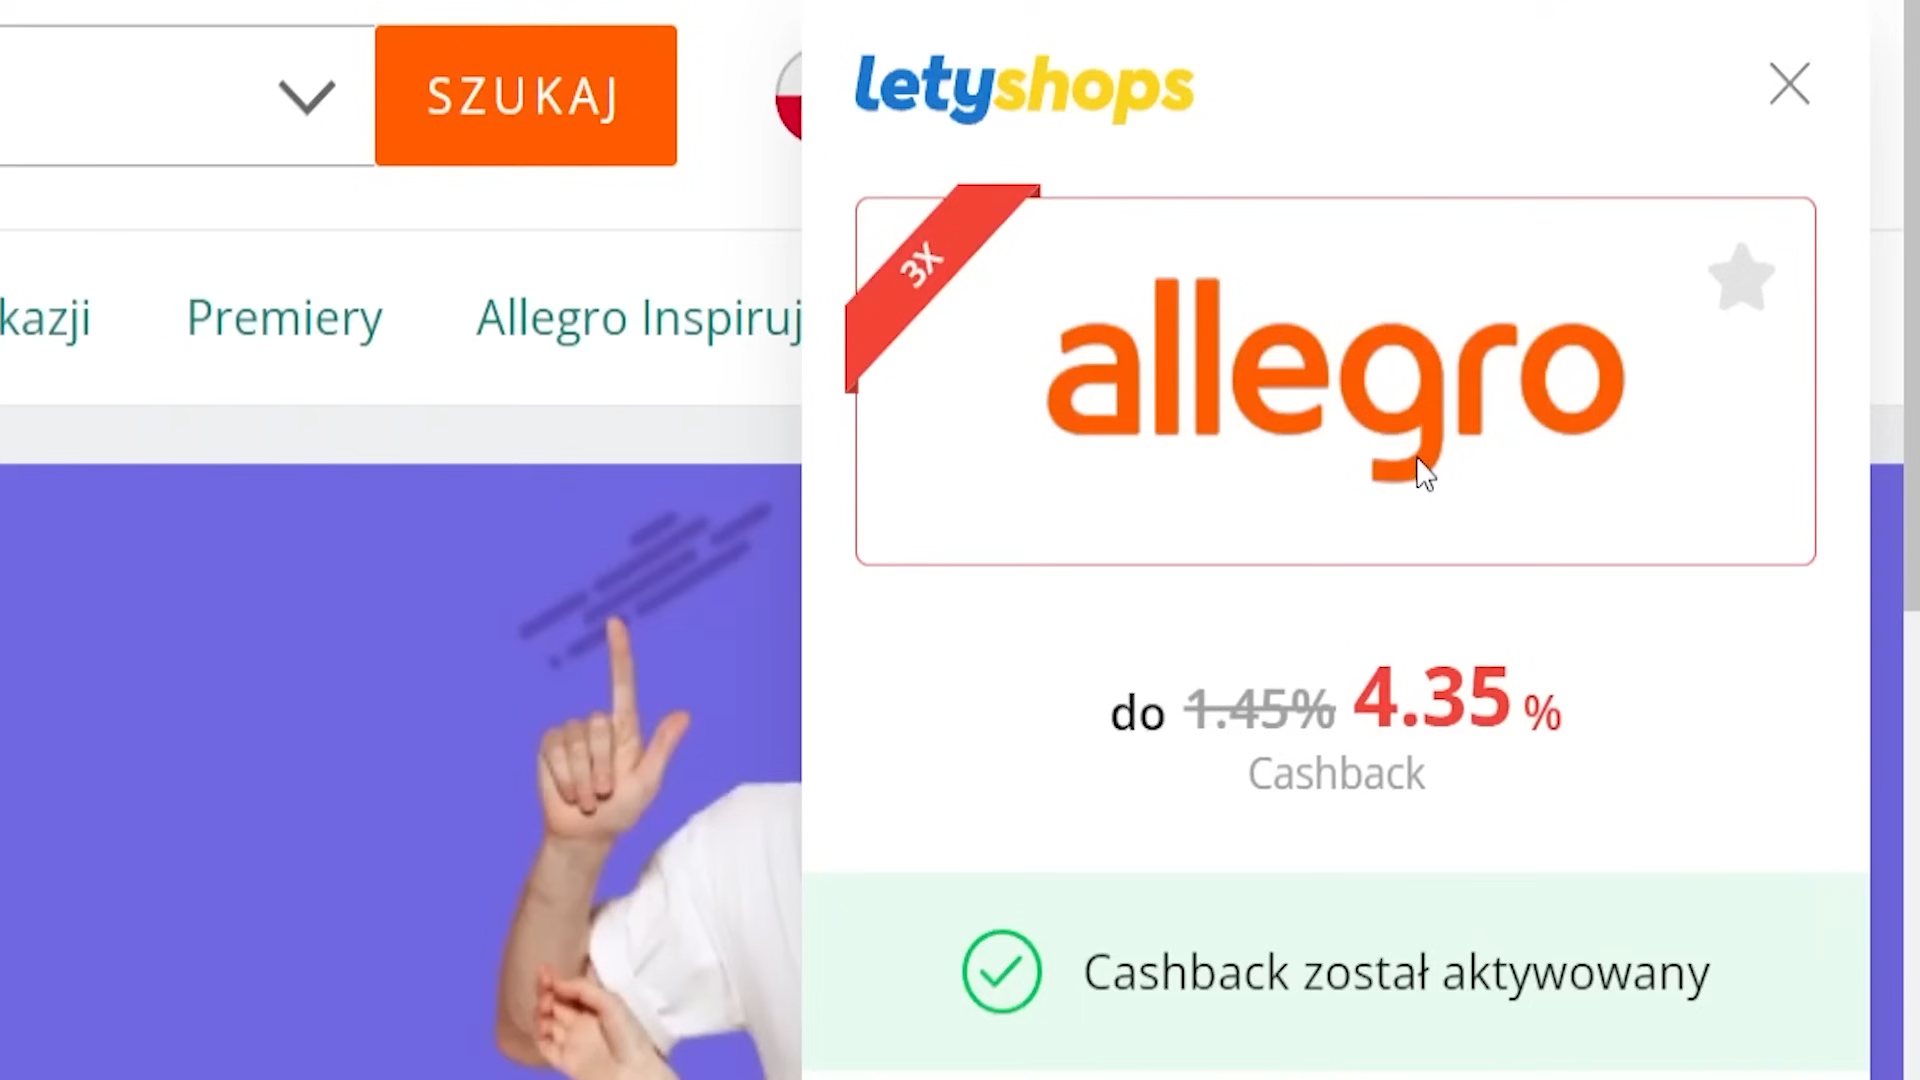 SZUKAJ
kazji
Premiery
Allegro Inspiruj
letyshops
3X
allegro
do 1.45% 4.35 %
Cashback
Cashback został aktywowany